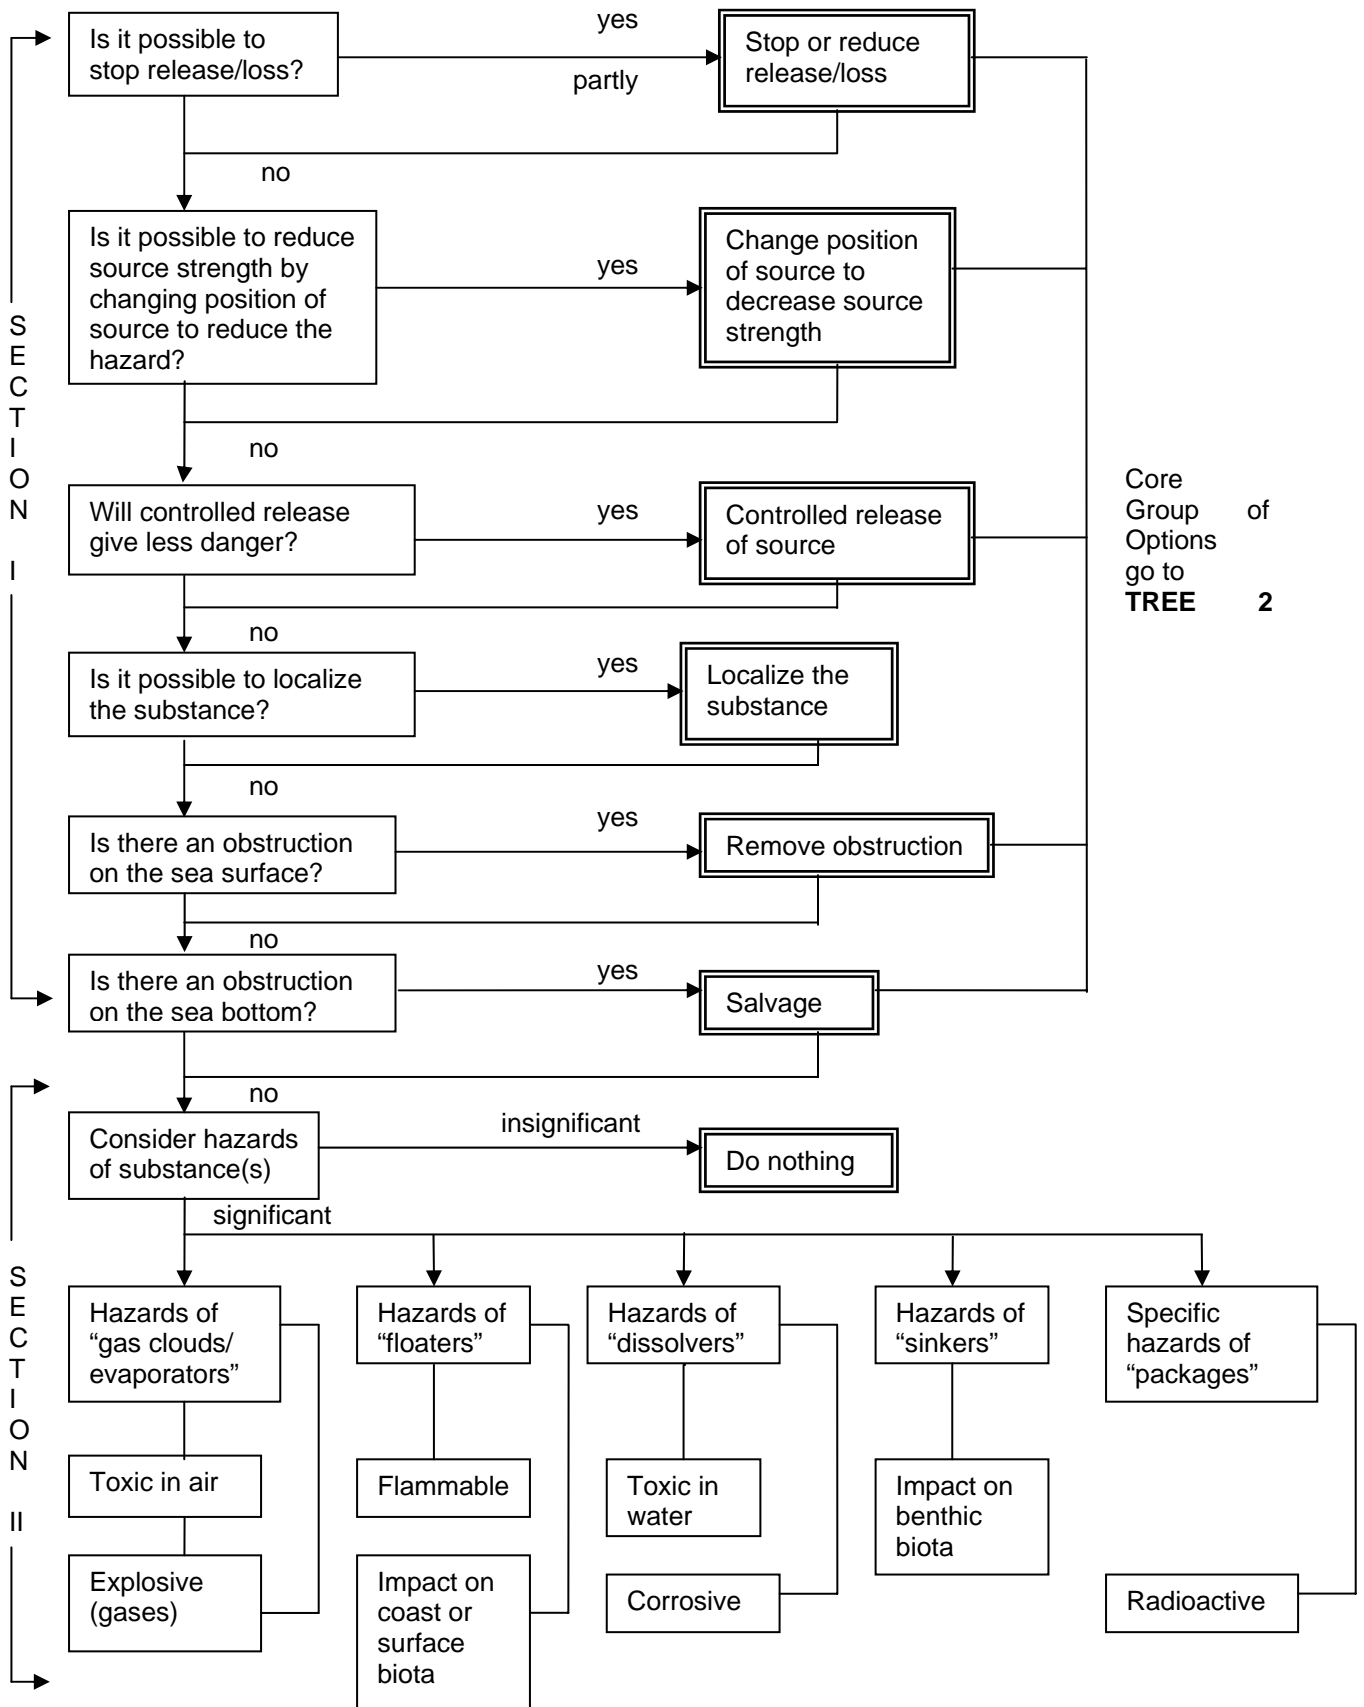 Is it possible to
stop release/loss?
yes
partly
Stop or reduce
release/loss
no
Is it possible to reduce
source strength by
changing position of
source to reduce the
hazard?
yes
Change position
of source to
decrease source
strength
no
Will controlled release
give less danger?
yes
Controlled release
of source
no
Is it possible to localize
the substance?
yes
Localize the
substance
no
Is there an obstruction
on the sea surface?
yes
Remove obstruction
no
Is there an obstruction
on the sea bottom?
yes
Salvage
no
SECTION I
Core
Group of
Options
go to
TREE 2
Consider hazards
of substance(s)
insignificant
Do nothing
significant
SECTION II
Hazards of
“gas clouds/
evaporators”
Toxic in air
Explosive
(gases)
Hazards of
“floaters”
Flammable
Impact on
coast or
surface
biota
Hazards of
“dissolvers”
Toxic in
water
Corrosive
Hazards of
“sinkers”
Impact on
benthic
biota
Specific
hazards of
“packages”
Radioactive